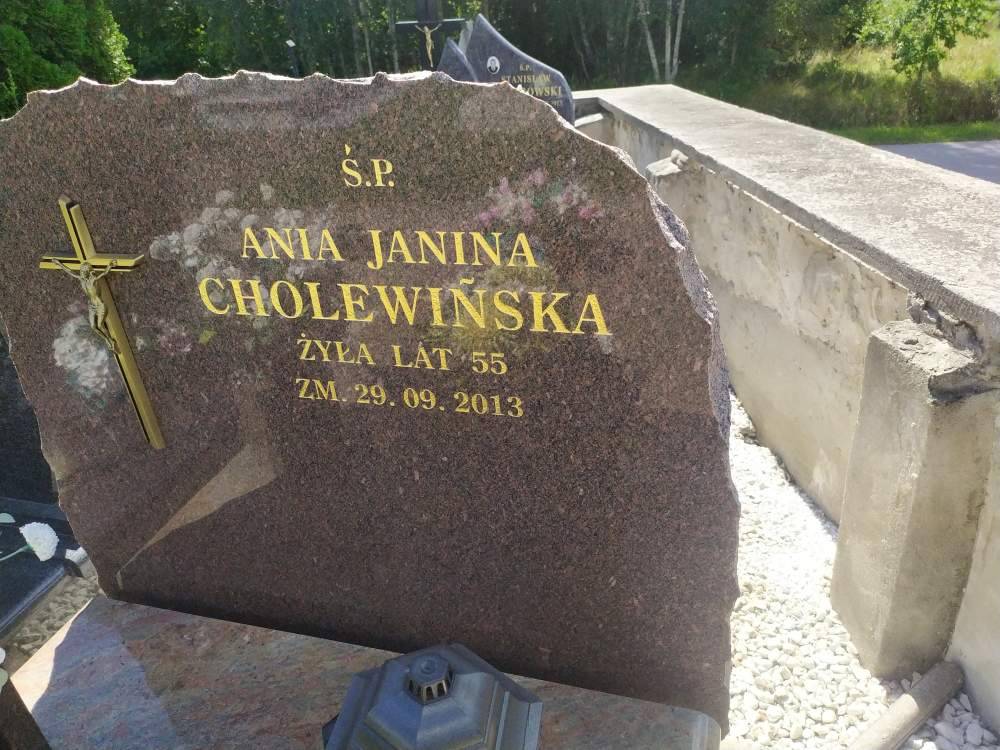 Ś.P.
ANIA JANINA
CHOLEWIŃSKA
ŻYŁA LAT 55
ZM. 29. 09. 2013
Ś.P.
STANISŁAW